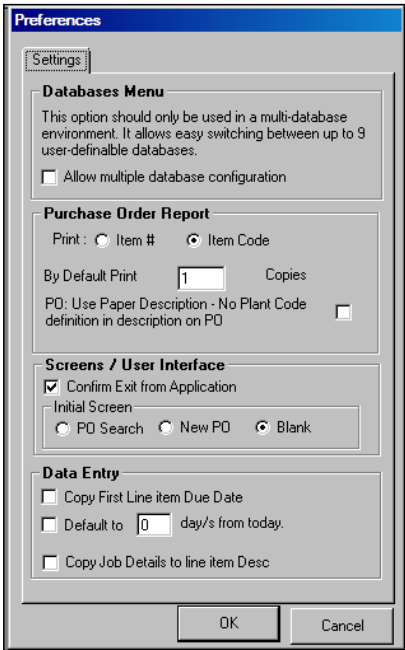 Preferences
Settings
Databases Menu
This option should only be used in a multi-database
environment. It allows easy switching between up to 9
user-definalble databases.
Allow multiple database configuration
Purchase Order Report
Print : Item # Item Code
By Default Print 1 Copies
PO: Use Paper Description - No Plant Code
definition in description on PO
Screens / User Interface
Confirm Exit from Application
Initial Screen
PO Search New PO Blank
Data Entry
Copy First Line item Due Date
Default to 0 day/s from today.
Copy Job Details to line item Desc
OK Cancel